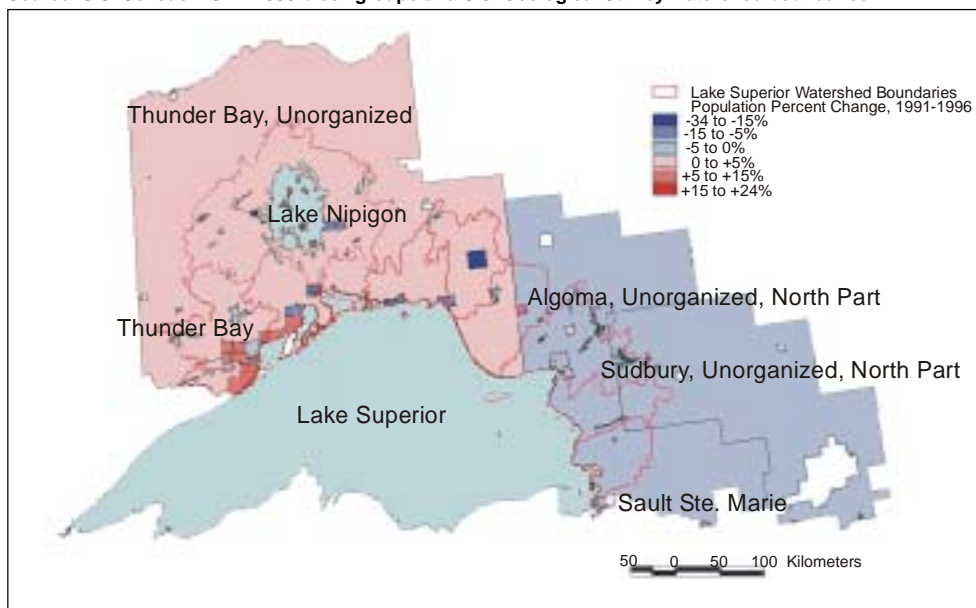 Thunder Bay, Unorganized
Lake Superior Watershed Boundaries
Population Percent Change, 1991-1996
-34 to -15%
-15 to -5%
-5 to 0%
0 to +5%
+5 to +15%
+15 to +24%
Lake Nipigon
Algoma, Unorganized, North Part
Thunder Bay
Sudbury, Unorganized, North Part
Lake Superior
Sault Ste. Marie
50 0 50 100 Kilometers